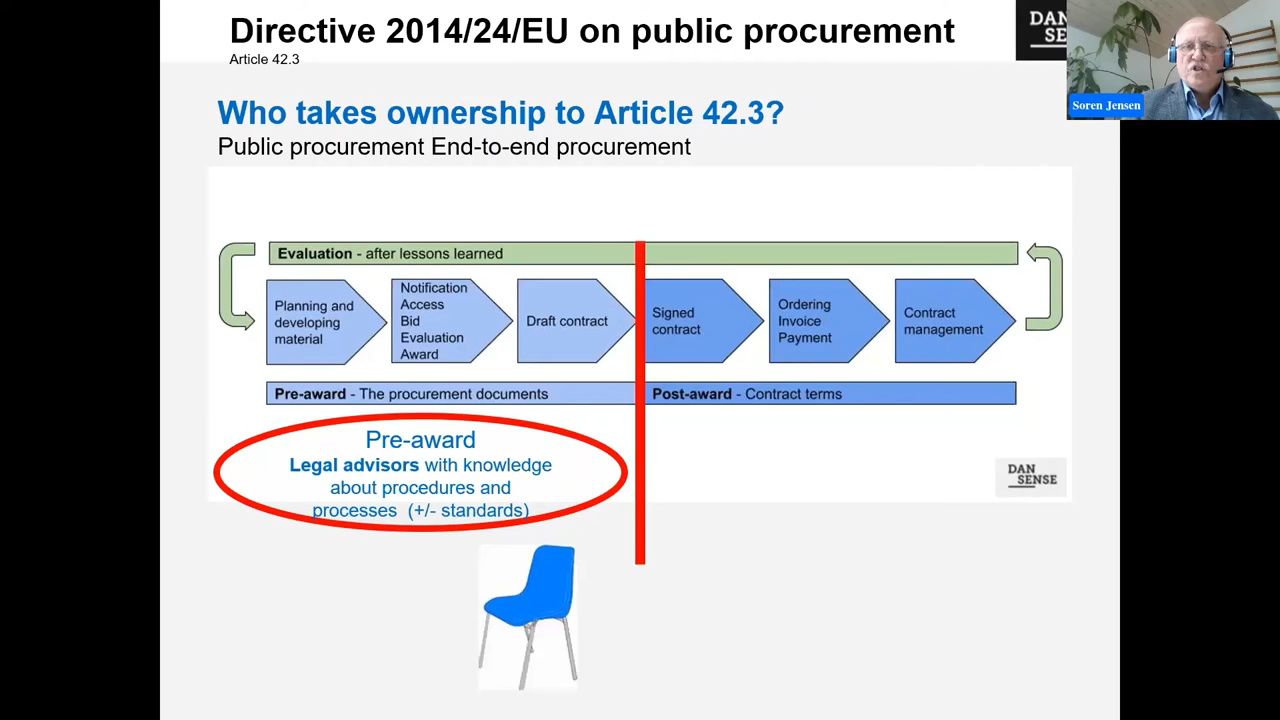 Directive 2014/24/EU on public procurement
Article 42.3
DAN
SE
Soren Jensen
Who takes ownership to Article 42.3?
Public procurement End-to-end procurement
Evaluation - after lessons learned
Planning and
developing
material
Notification
Access
Bid
Evaluation
Award
Draft contract
Signed
contract
Ordering
Invoice
Payment
Contract
management
Pre-award - The procurement documents
Post-award - Contract terms
Pre-award
Legal advisors with knowledge
about procedures and
processes (+/- standards)
DAN
SENSE